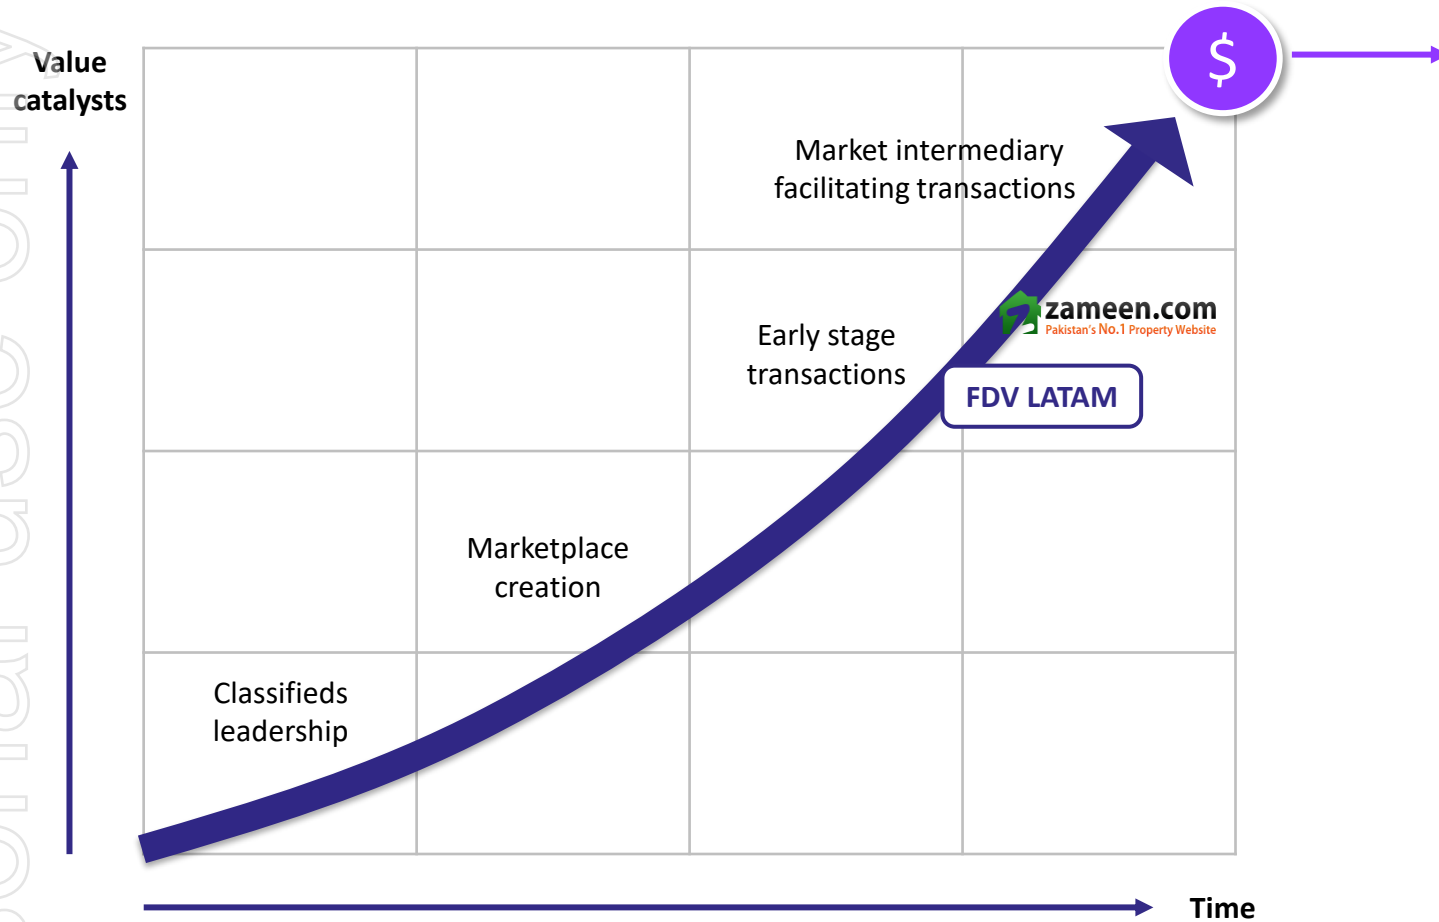 Value
catalysts
$
Market intermediary
facilitating transactions
zameen.com
Pakistan's No.1 Property Website
Early stage
transactions
FDV LATAM
Marketplace
creation
Classifieds
leadership
Time